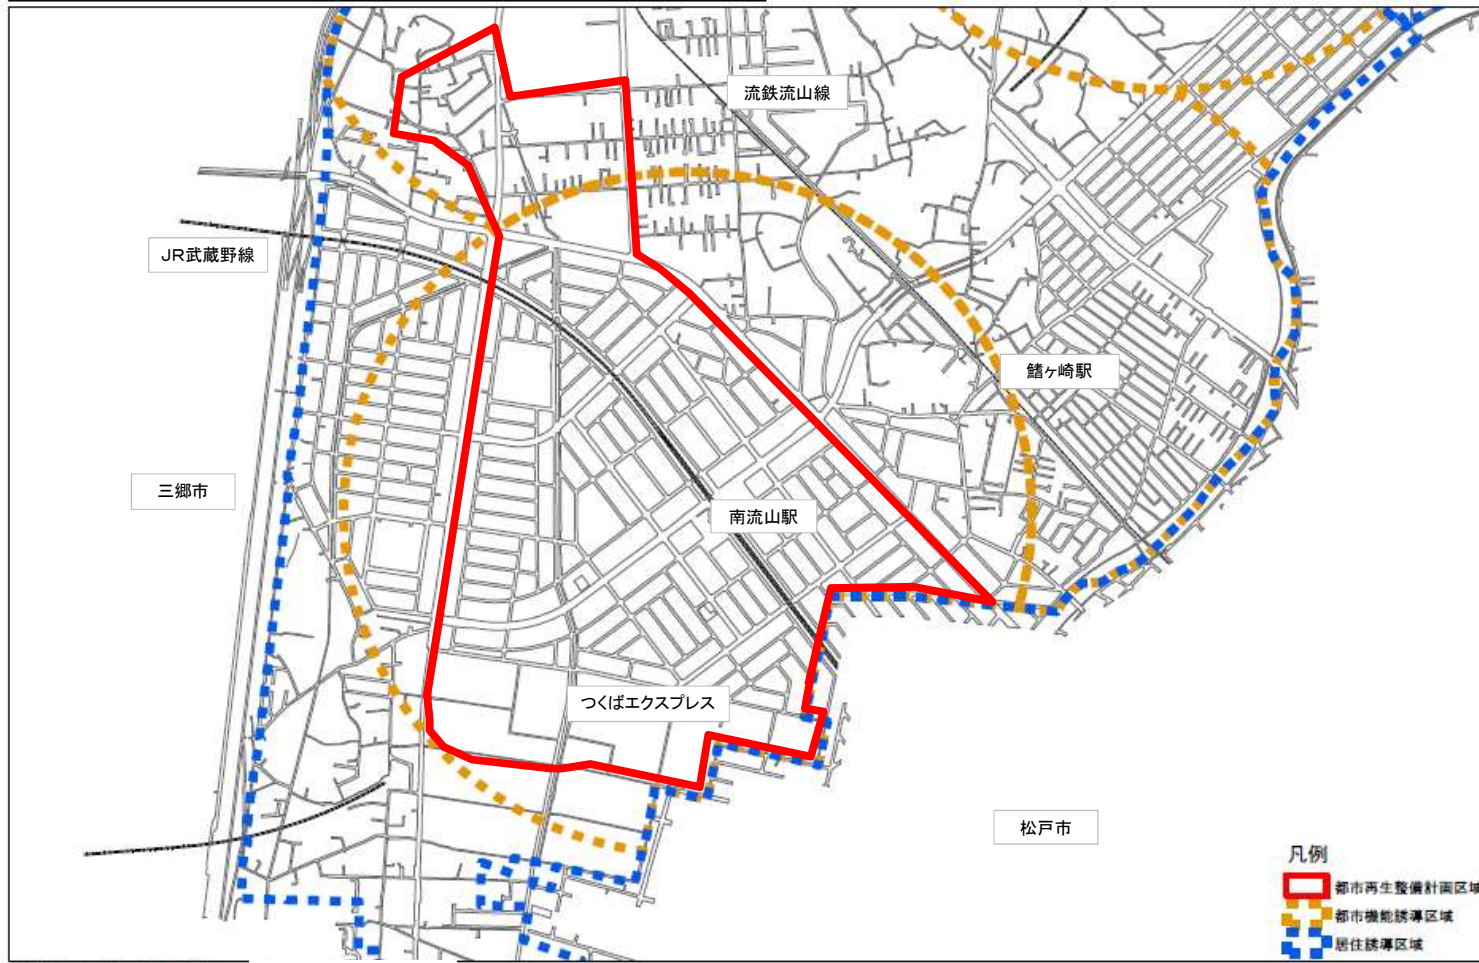 流鉄流山線
JR武蔵野線
鰭ヶ崎駅
三郷市
南流山駅
つくばエクスプレス
松戸市
凡例
都市再生整備計画区域
都市機能誘導区域
居住誘導区域